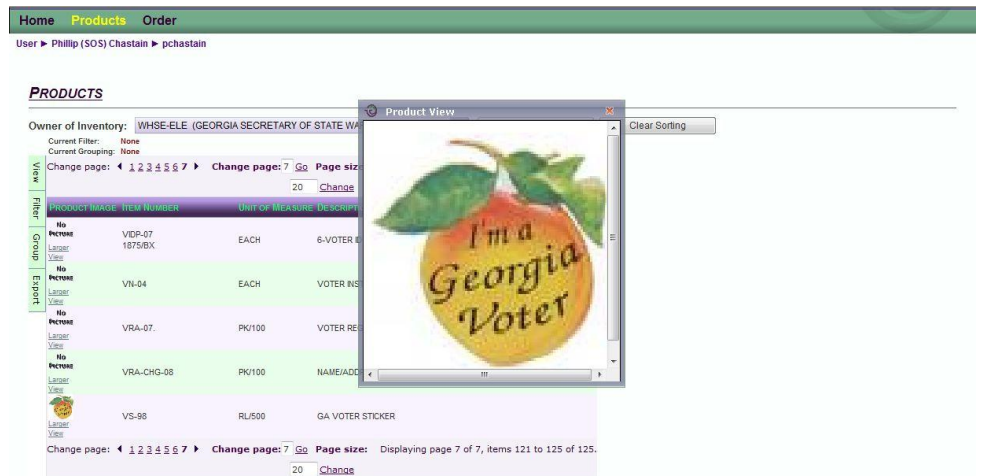 Home Products Order
User ► Phillip (SOS) Chastain ► pchastain
PRODUCTS
Owner of Inventory: WHSE-ELE (GEORGIA SECRETARY OF STATE WA
Clear Sorting
Current Filter: None
Current Grouping: None
View
Filter
Group
Export
Change page: 1 2 3 4 5 6 7 Change page: 7 Go Page size
20 Change
PRODUCT IMAGE ITEM NUMBER UNIT OF MEASURE DESCRIPT
No
PICTURE
Larger
View
VIDP-07
1875/BX
EACH
6-VOTER I
No
PICTURE
Larger
View
VN-04
EACH
VOTER INS
No
PICTURE
Larger
View
VRA-07.
PK/100
VOTER REG
No
PICTURE
Larger
View
VRA-CHG-08
PK/100
NAME/ADD
Larger
View
VS-98
RL/500
GA VOTER STICKER
Change page: 1 2 3 4 5 6 7 Change page: 7 Go Page size: Displaying page 7 of 7, items 121 to 125 of 125.
20 Change
Product View
I'm a
Georgia
Voter